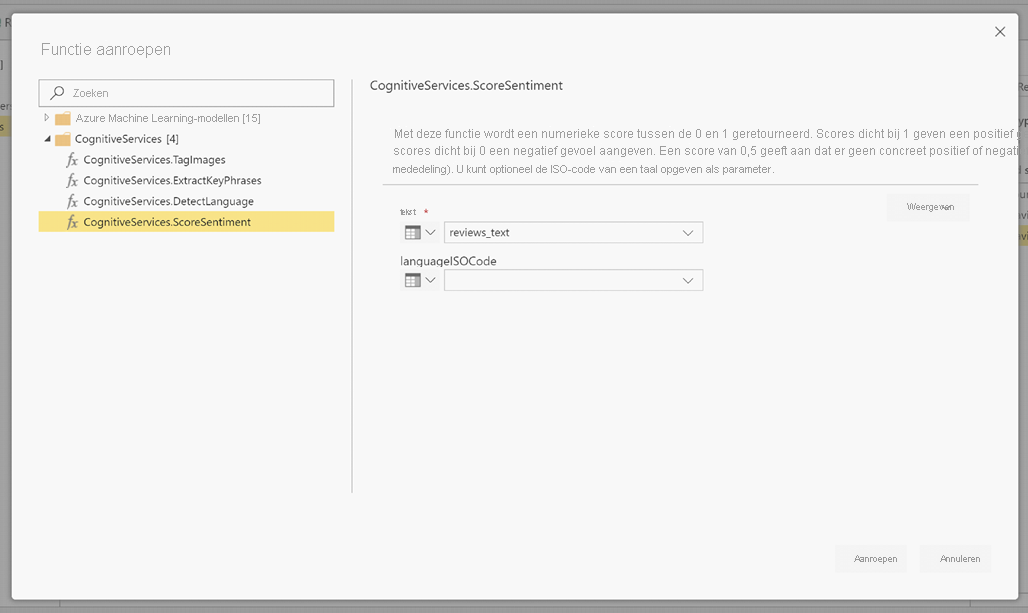 Functie aanroepen
Zoeken
Azure Machine Learning-modellen [15]
CognitiveServices [4]
fx CognitiveServices.TagImages
fx CognitiveServices.ExtractKeyPhrases
fx CognitiveServices.DetectLanguage
fx CognitiveServices.ScoreSentiment
CognitiveServices.ScoreSentiment
Met deze functie wordt een numerieke score tussen de 0 en 1 geretourneerd. Scores dicht bij 1 geven een positief
scores dicht bij 0 een negatief gevoel aangeven. Een score van 0,5 geeft aan dat er geen concreet positief of negati
mededeling). U kunt optioneel de ISO-code van een taal opgeven als parameter.
tekst *
Weergeven
reviews_text
languageISOCode
Aanroepen
Annuleren